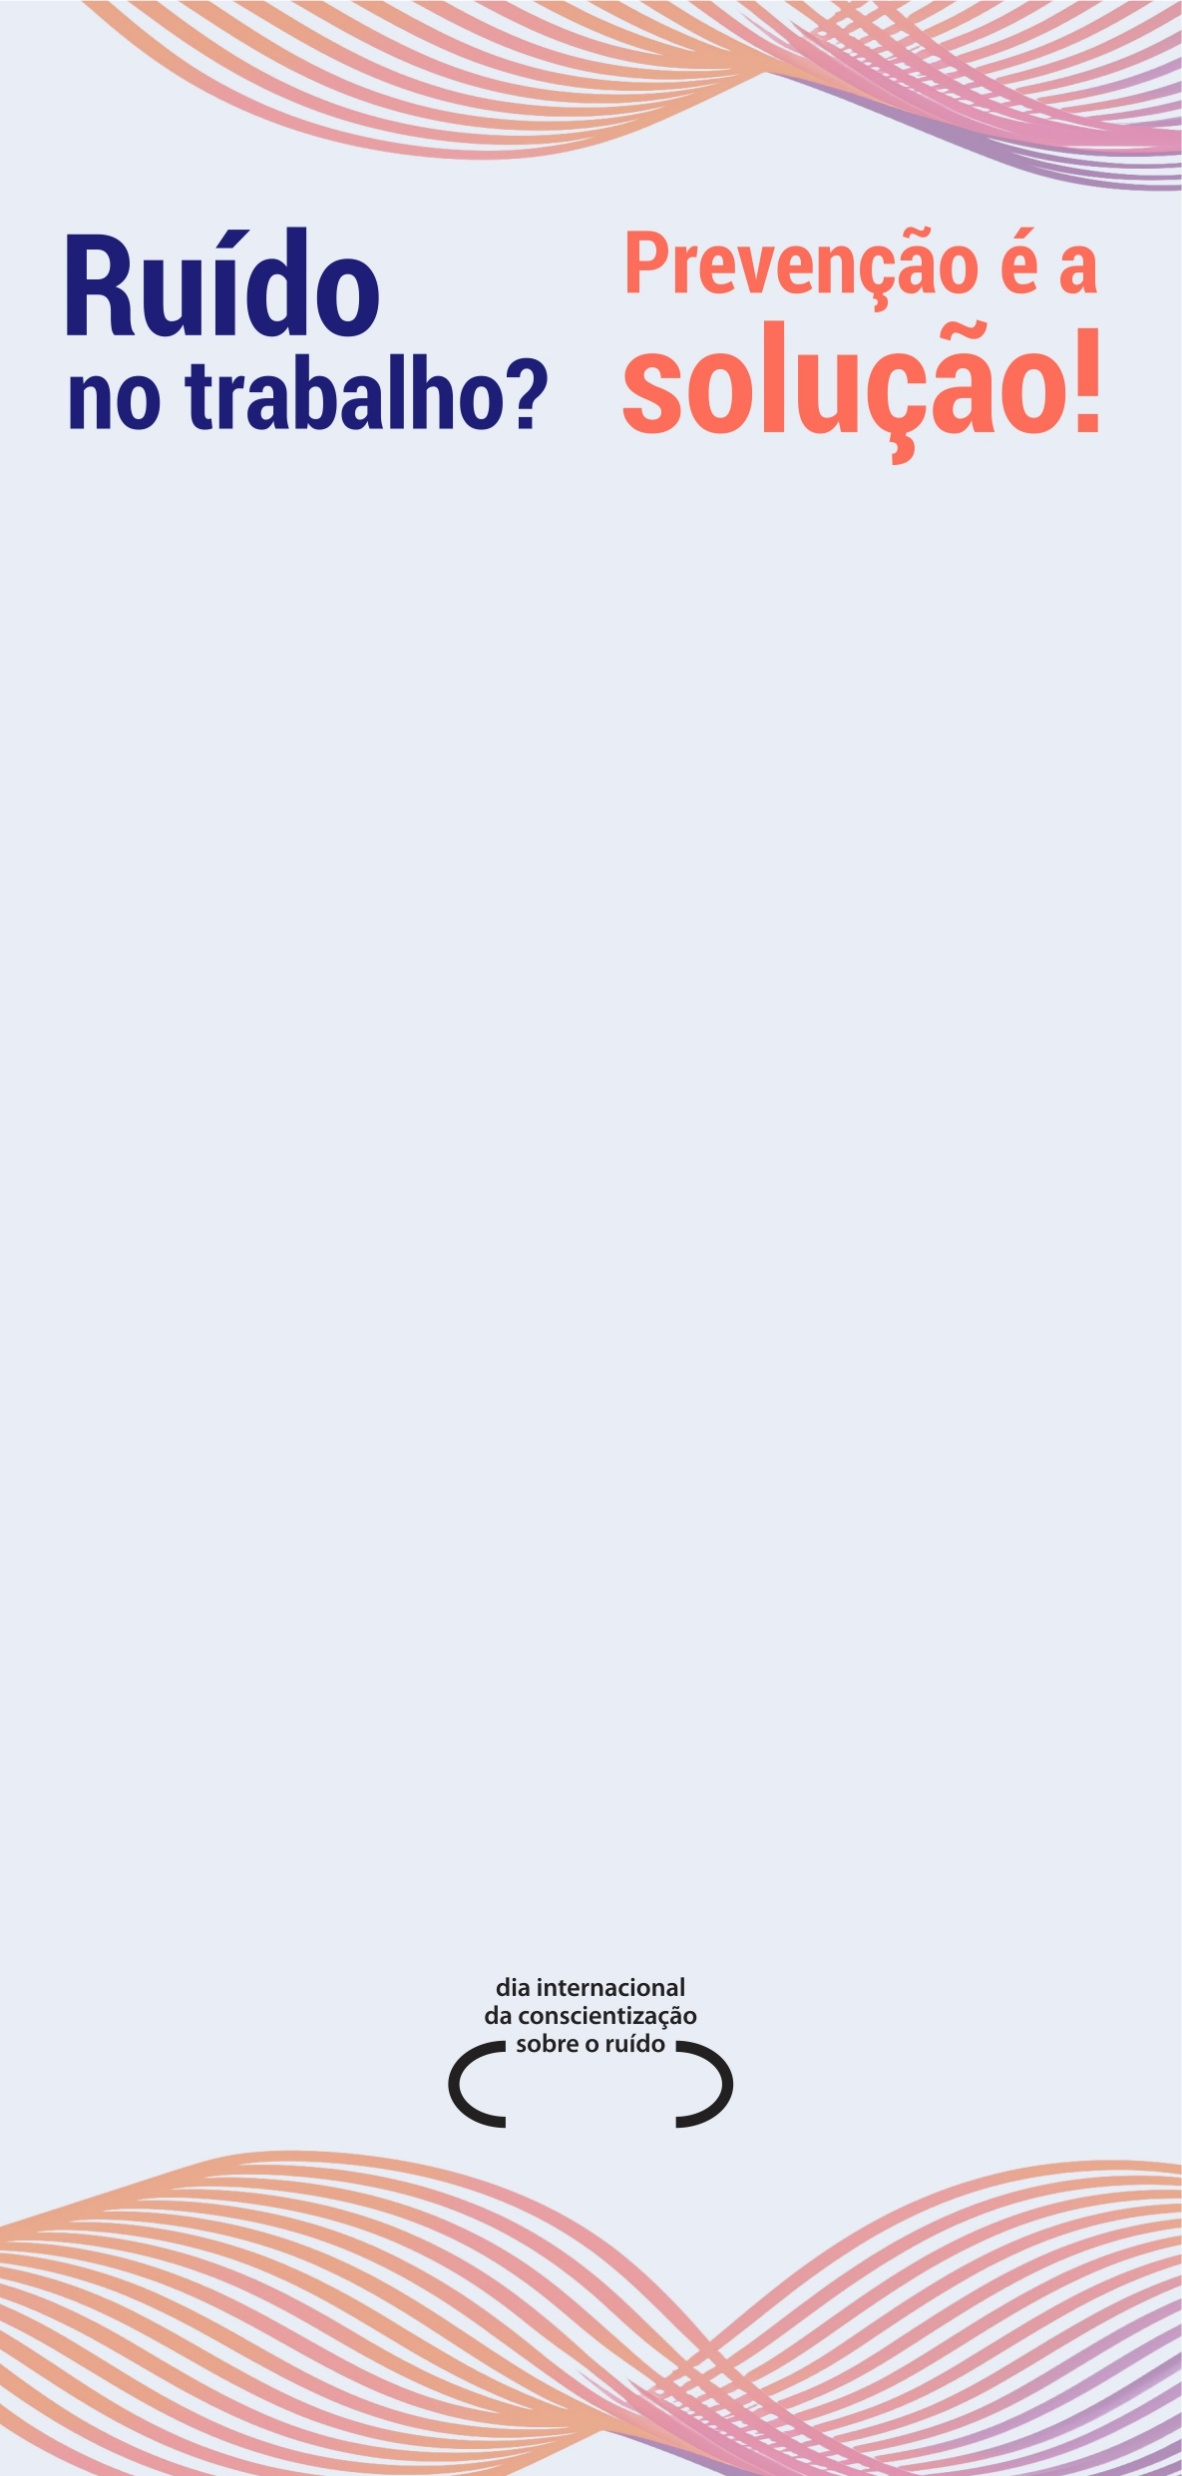 Ruído
no trabalho?
Prevenção é a
solução!
dia internacional
da conscientização
sobre o ruído